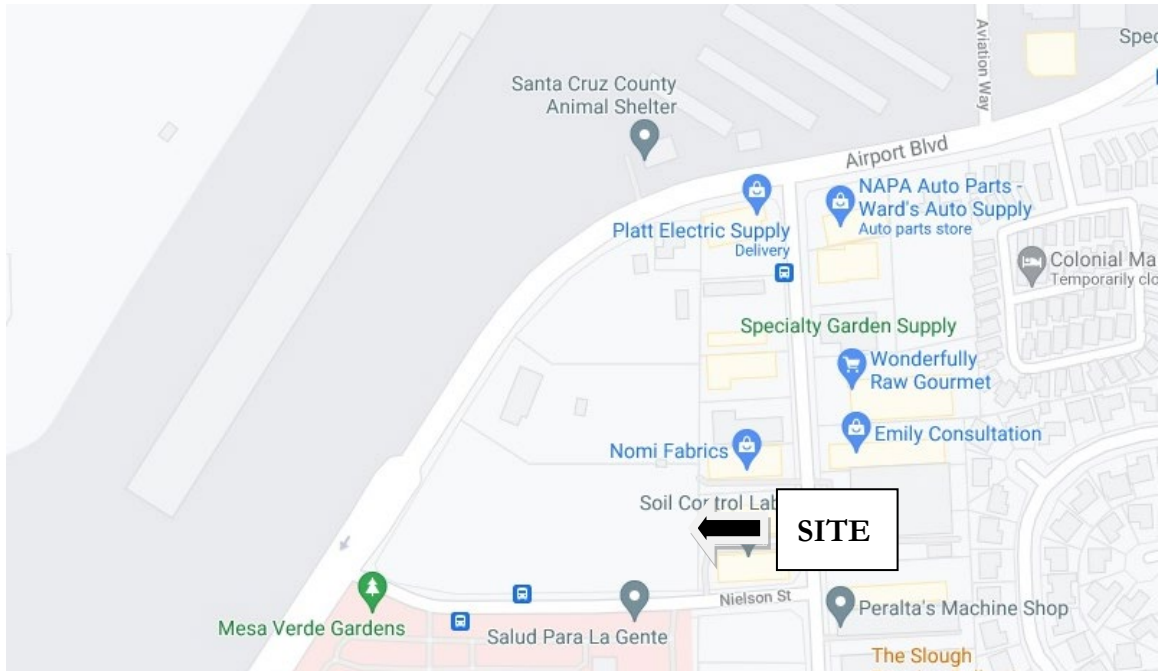 Aviation Way
Spec
Santa Cruz County
Animal Shelter
Airport Blvd
NAPA Auto Parts -
Ward's Auto Supply
Auto parts store
Platt Electric Supply
Delivery
Colonial Ma
Temporarily clo
Specialty Garden Supply
Wonderfully
Raw Gourmet
Nomi Fabrics
Emily Consultation
Soil Control Lab
SITE
Nielson St
Mesa Verde Gardens
Salud Para La Gente
Peralta's Machine Shop
The Slough